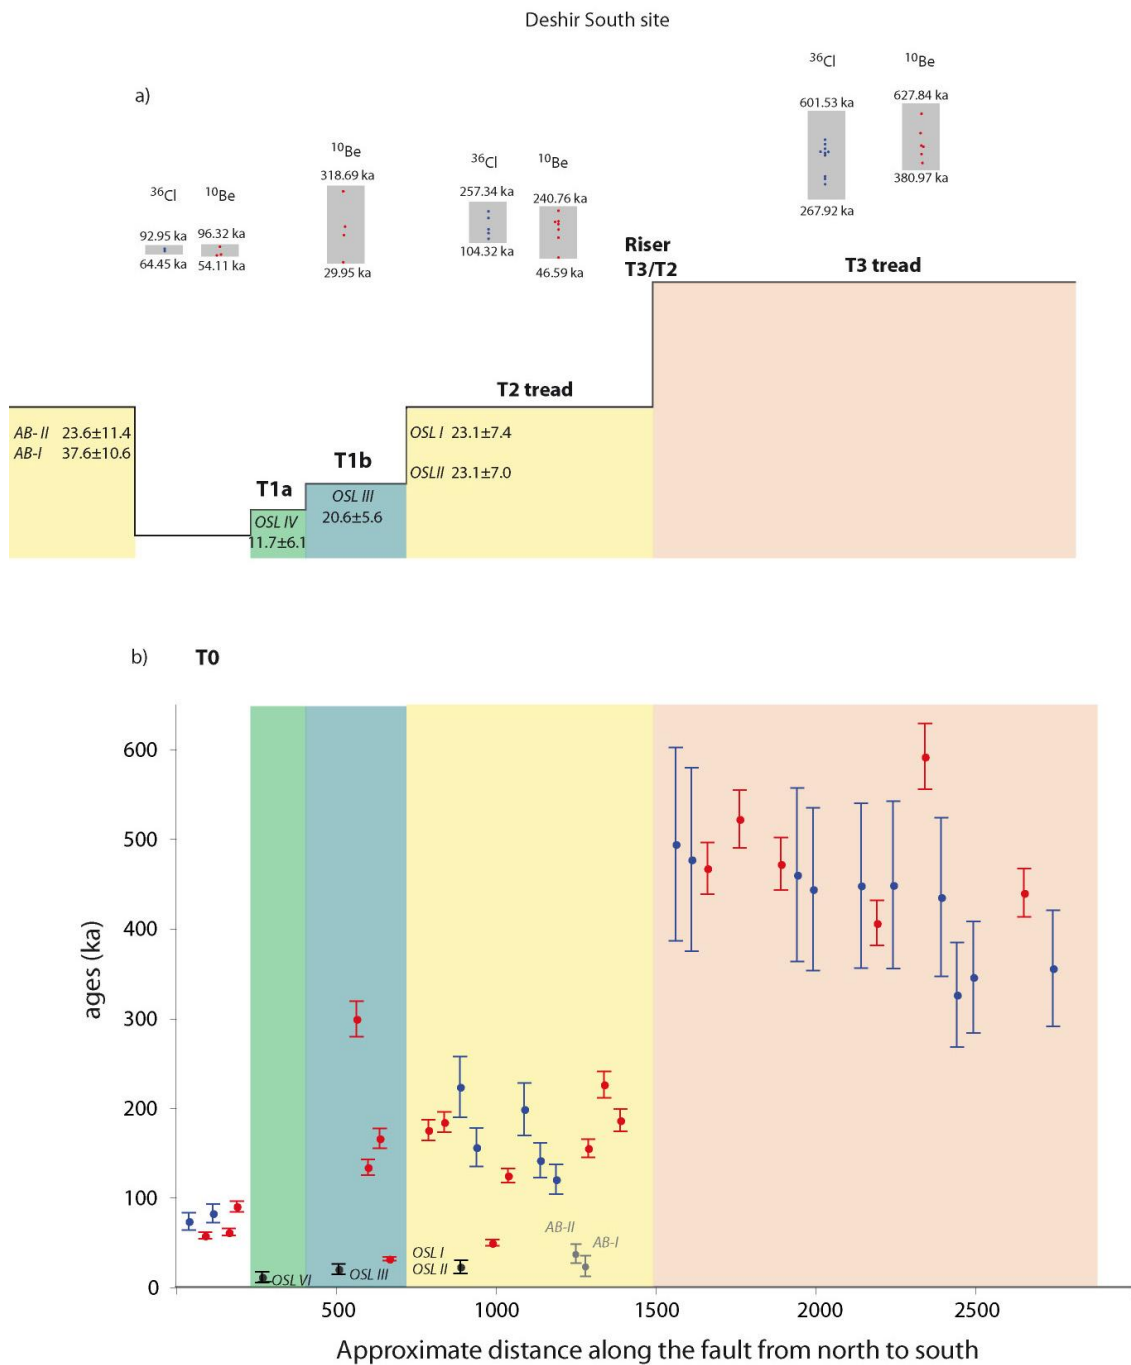 Deshir South site
a)
36Cl
10Be
601.53 ka
627.84 ka
380.97 ka
267.92 ka
10Be
318.69 ka
29.95 ka
36Cl
10Be
257.34 ka
240.76 ka
104.32 ka
46.59 ka
36Cl
10Be
92.95 ka
96.32 ka
64.45 ka
54.11 ka
Riser
T3/T2
T3 tread
T2 tread
AB- II 23.6±11.4
AB-I 37.6±10.6
OSL I 23.1±7.4
OSLII 23.1±7.0
T1b
OSL III
20.6±5.6
T1a
OSL IV
11.7±6.1
b)
T0
ages (ka)
600
500
400
300
200
100
0
OSL VI
OSL III
OSL I
OSL II
AB-II
AB-I
500
1000
1500
2000
2500
Approximate distance along the fault from north to south